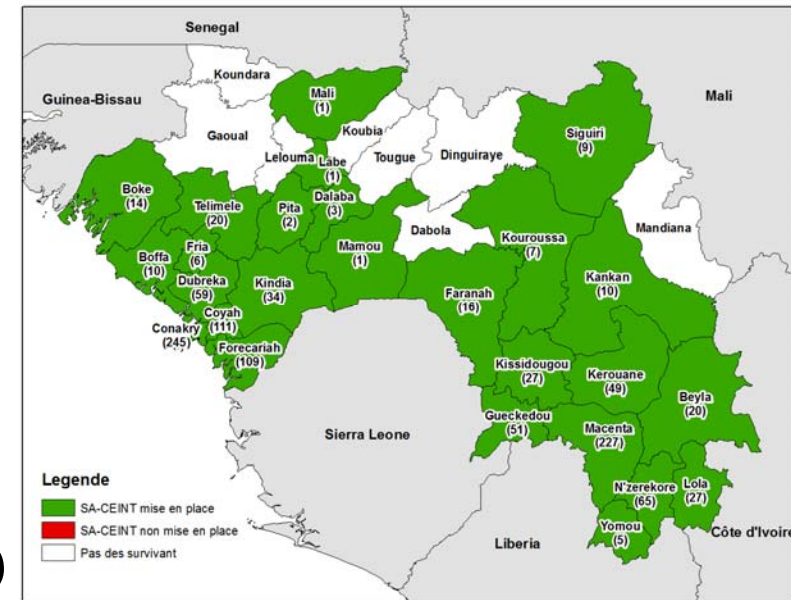 Senegal
Koundara
Guinea-Bissau
Mali
(1)
Mali
Gaoual
Koubia
Siguiri
(9)
Lelouma
Labe
(1)
Tougue
Dinguiraye
Boke
(14)
Telimele
(20)
Pita
(2)
Dalaba
(3)
Dabola
Mandiana
Mamou
(1)
Kouroussa
(7)
Fria
(6)
Boffa
(10)
Dubreka
(59)
Kindia
(34)
Kankan
(10)
Faranah
(16)
Coyah
(111)
Conakry
(245)
Forecariah
(109)
Kissidougou
(27)
Kerouane
(49)
Beyla
(20)
Gueckedou
(51)
Macenta
(227)
Sierra Leone
Legende
SA-CEINT mise en place
SA-CEINT non mise en place
Pas des survivant
N'zerekore
(65)
Lola
(27)
Yomou
(5)
Côte d'Ivoire
Liberia
)